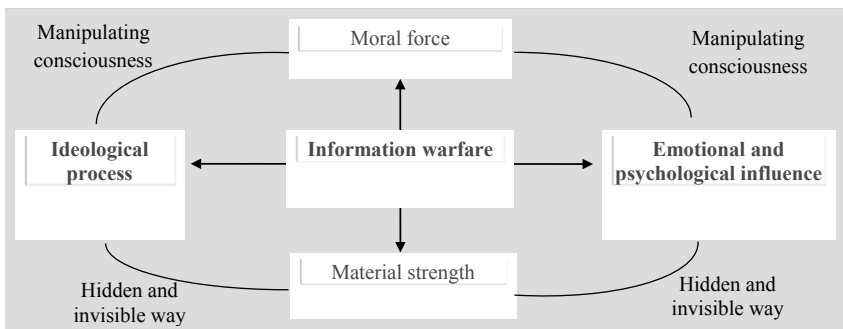 Manipulating
consciousness
Moral force
Manipulating
consciousness
Ideological
process
Information warfare
Emotional and
psychological influence
Material strength
Hidden and
invisible way
Hidden and
invisible way